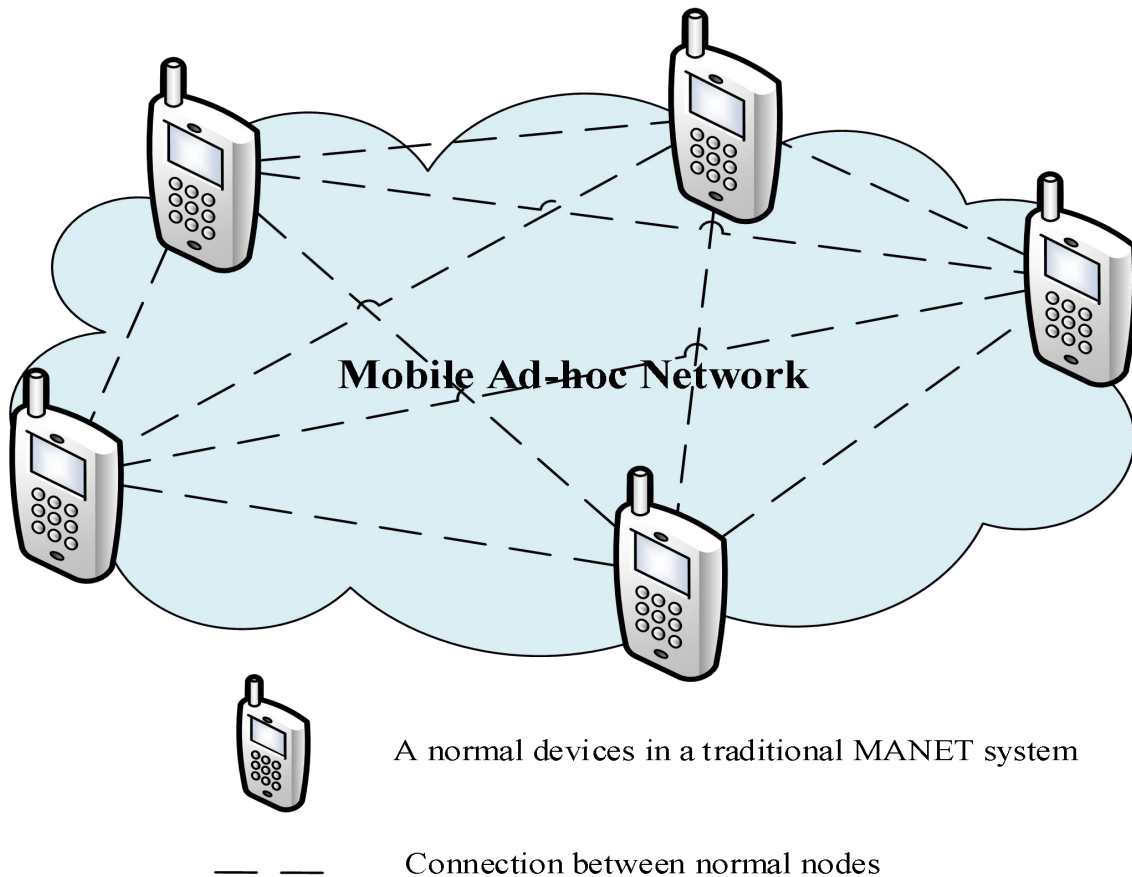 Mobile Ad-hoc Network
A normal devices in a traditional MANET system
Connection between normal nodes